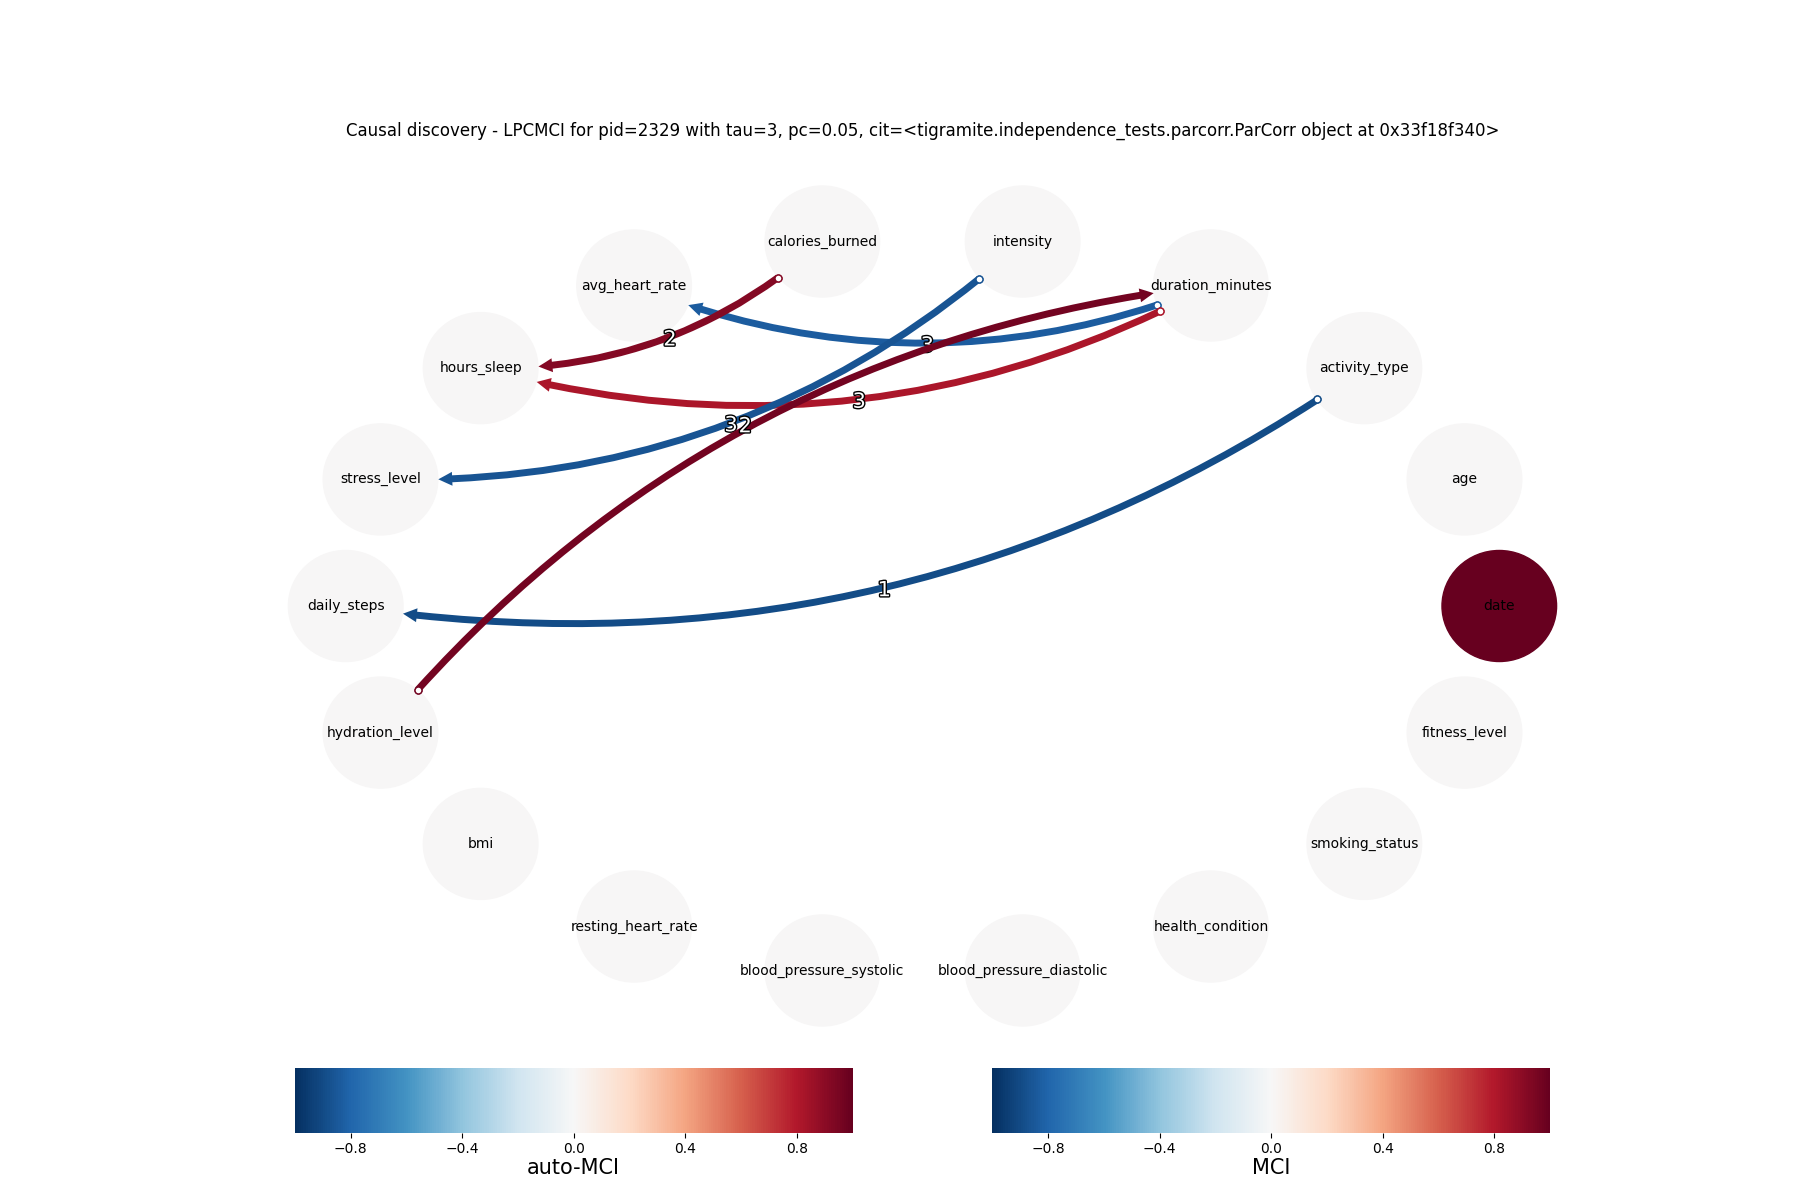 Causal discovery - LPCMCI for pid=2329 with tau=3, pc=0.05, cit=<tigramite.independence_tests.parcorr.ParCorr object at 0x33f18f340>
calories_burned
intensity
avg_heart_rate
duration_minutes
2
3
hours_sleep
activity_type
3
3
2
stress_level
age
1
daily_steps
date
hydration_level
fitness_level
bmi
smoking_status
resting_heart_rate
health_condition
blood_pressure_systolic
blood_pressure_diastolic
−0.8 −0.4 0.0 0.4 0.8
auto-MCI
−0.8 −0.4 0.0 0.4 0.8
MCI